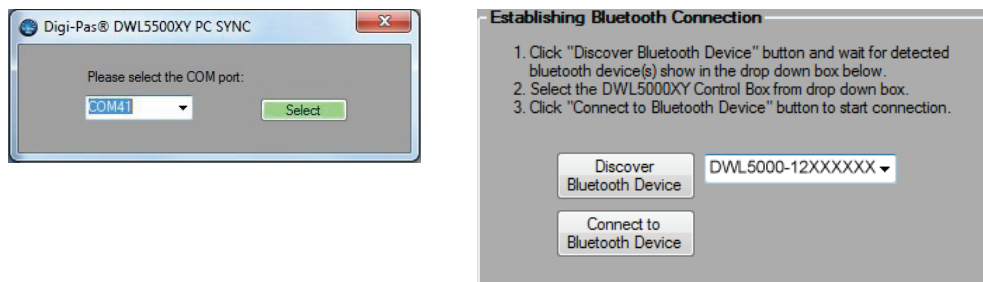 Digi-Pas® DWL5500XY PC SYNC
Please select the COM port:
COM41
Select
Establishing Bluetooth Connection
1. Click "Discover Bluetooth Device" button and wait for detected
bluetooth device(s) show in the drop down box below.
2. Select the DWL5000XY Control Box from drop down box.
3. Click "Connect to Bluetooth Device" button to start connection.
Discover
Bluetooth Device
DWL5000-12XXXXXX
Connect to
Bluetooth Device